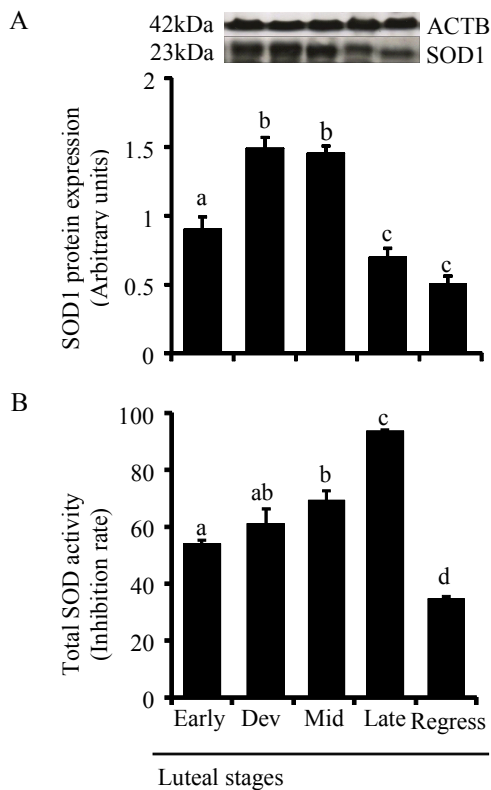 A
42kDa ACTB
23kDa SOD1
SOD1 protein expression
(Arbitrary units)
2
1.5
1
0.5
0
a
b
b
c
c
B
Total SOD activity
(Inhibition rate)
100
80
60
40
20
0
a
ab
b
c
d
Early Dev Mid Late Regress
Luteal stages